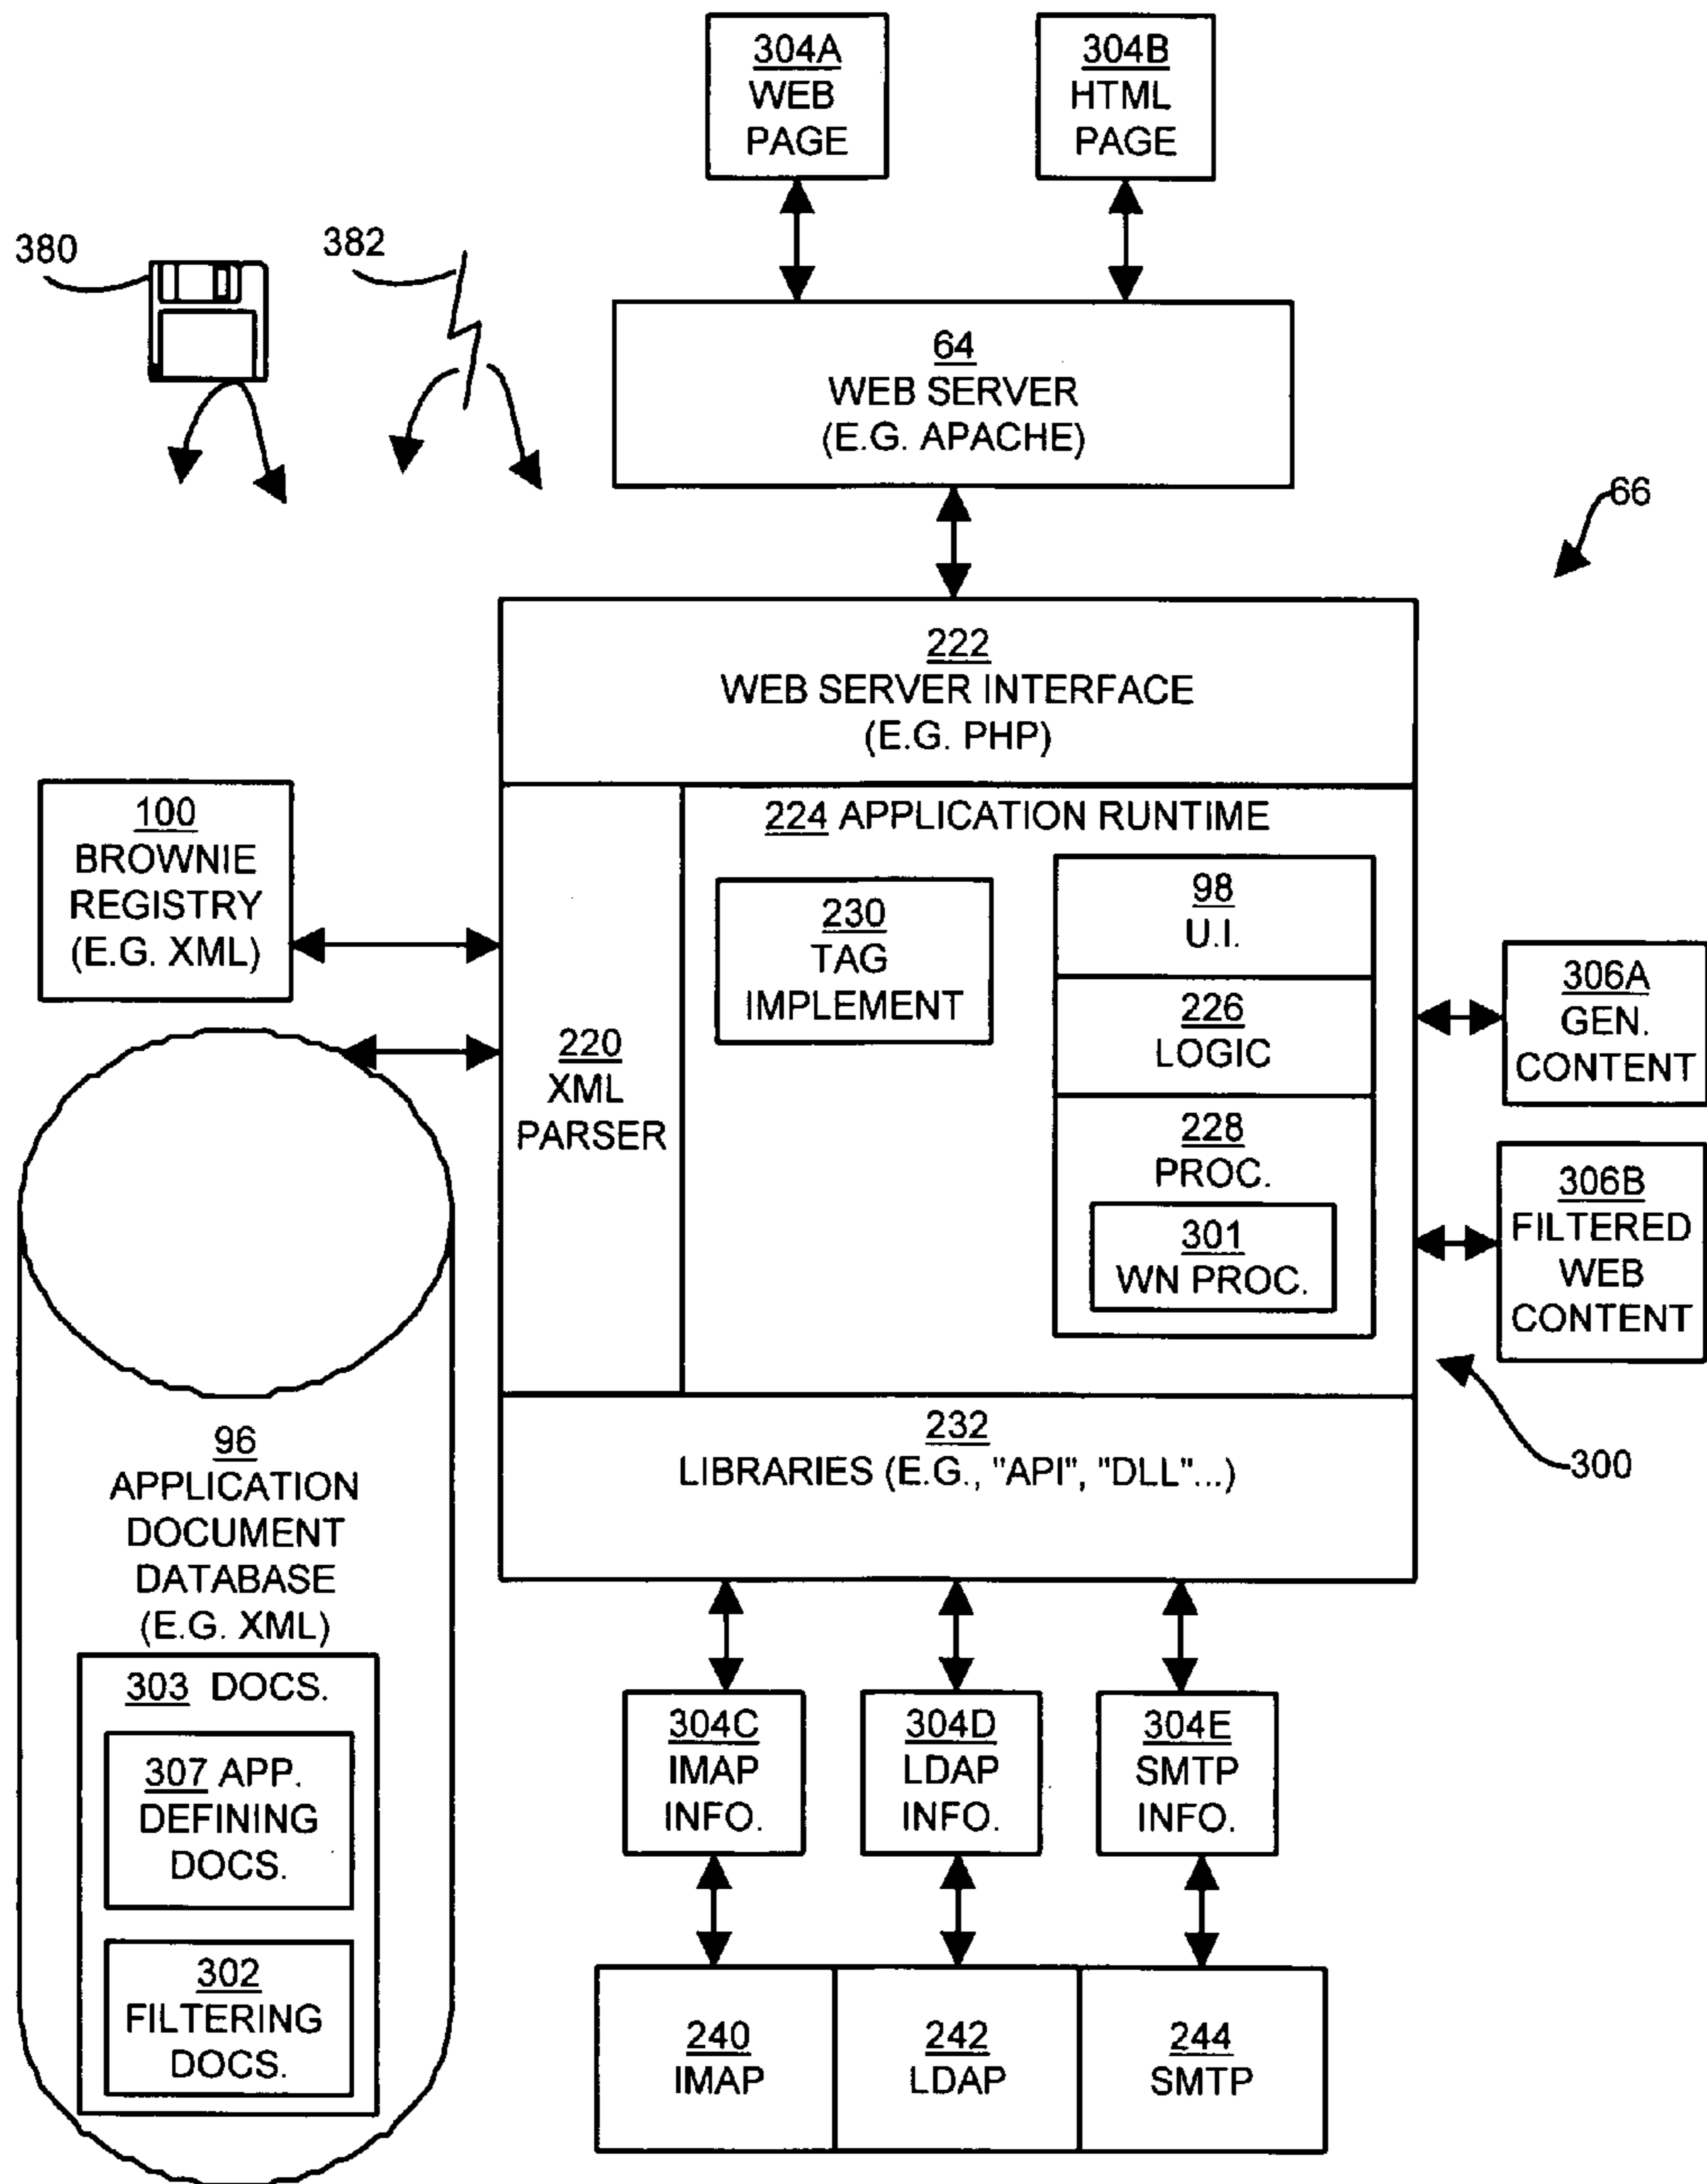 304A
WEB
PAGE
304B
HTML
PAGE
380
382
64
WEB SERVER
(E.G. APACHE)
66
222
WEB SERVER INTERFACE
(E.G. PHP)
100
BROWNIE
REGISTRY
(E.G. XML)
224 APPLICATION RUNTIME
230
TAG
IMPLEMENT
98
U.I.
226
LOGIC
228
PROC.
301
WN PROC.
220
XML
PARSER
306A
GEN.
CONTENT
306B
FILTERED
WEB
CONTENT
300
232
LIBRARIES (E.G., "API", "DLL"...)
96
APPLICATION
DOCUMENT
DATABASE
(E.G. XML)
303 DOCS.
307 APP.
DEFINING
DOCS.
302
FILTERING
DOCS.
304C
IMAP
INFO.
304D
LDAP
INFO.
304E
SMTP
INFO.
240
IMAP
242
LDAP
244
SMTP